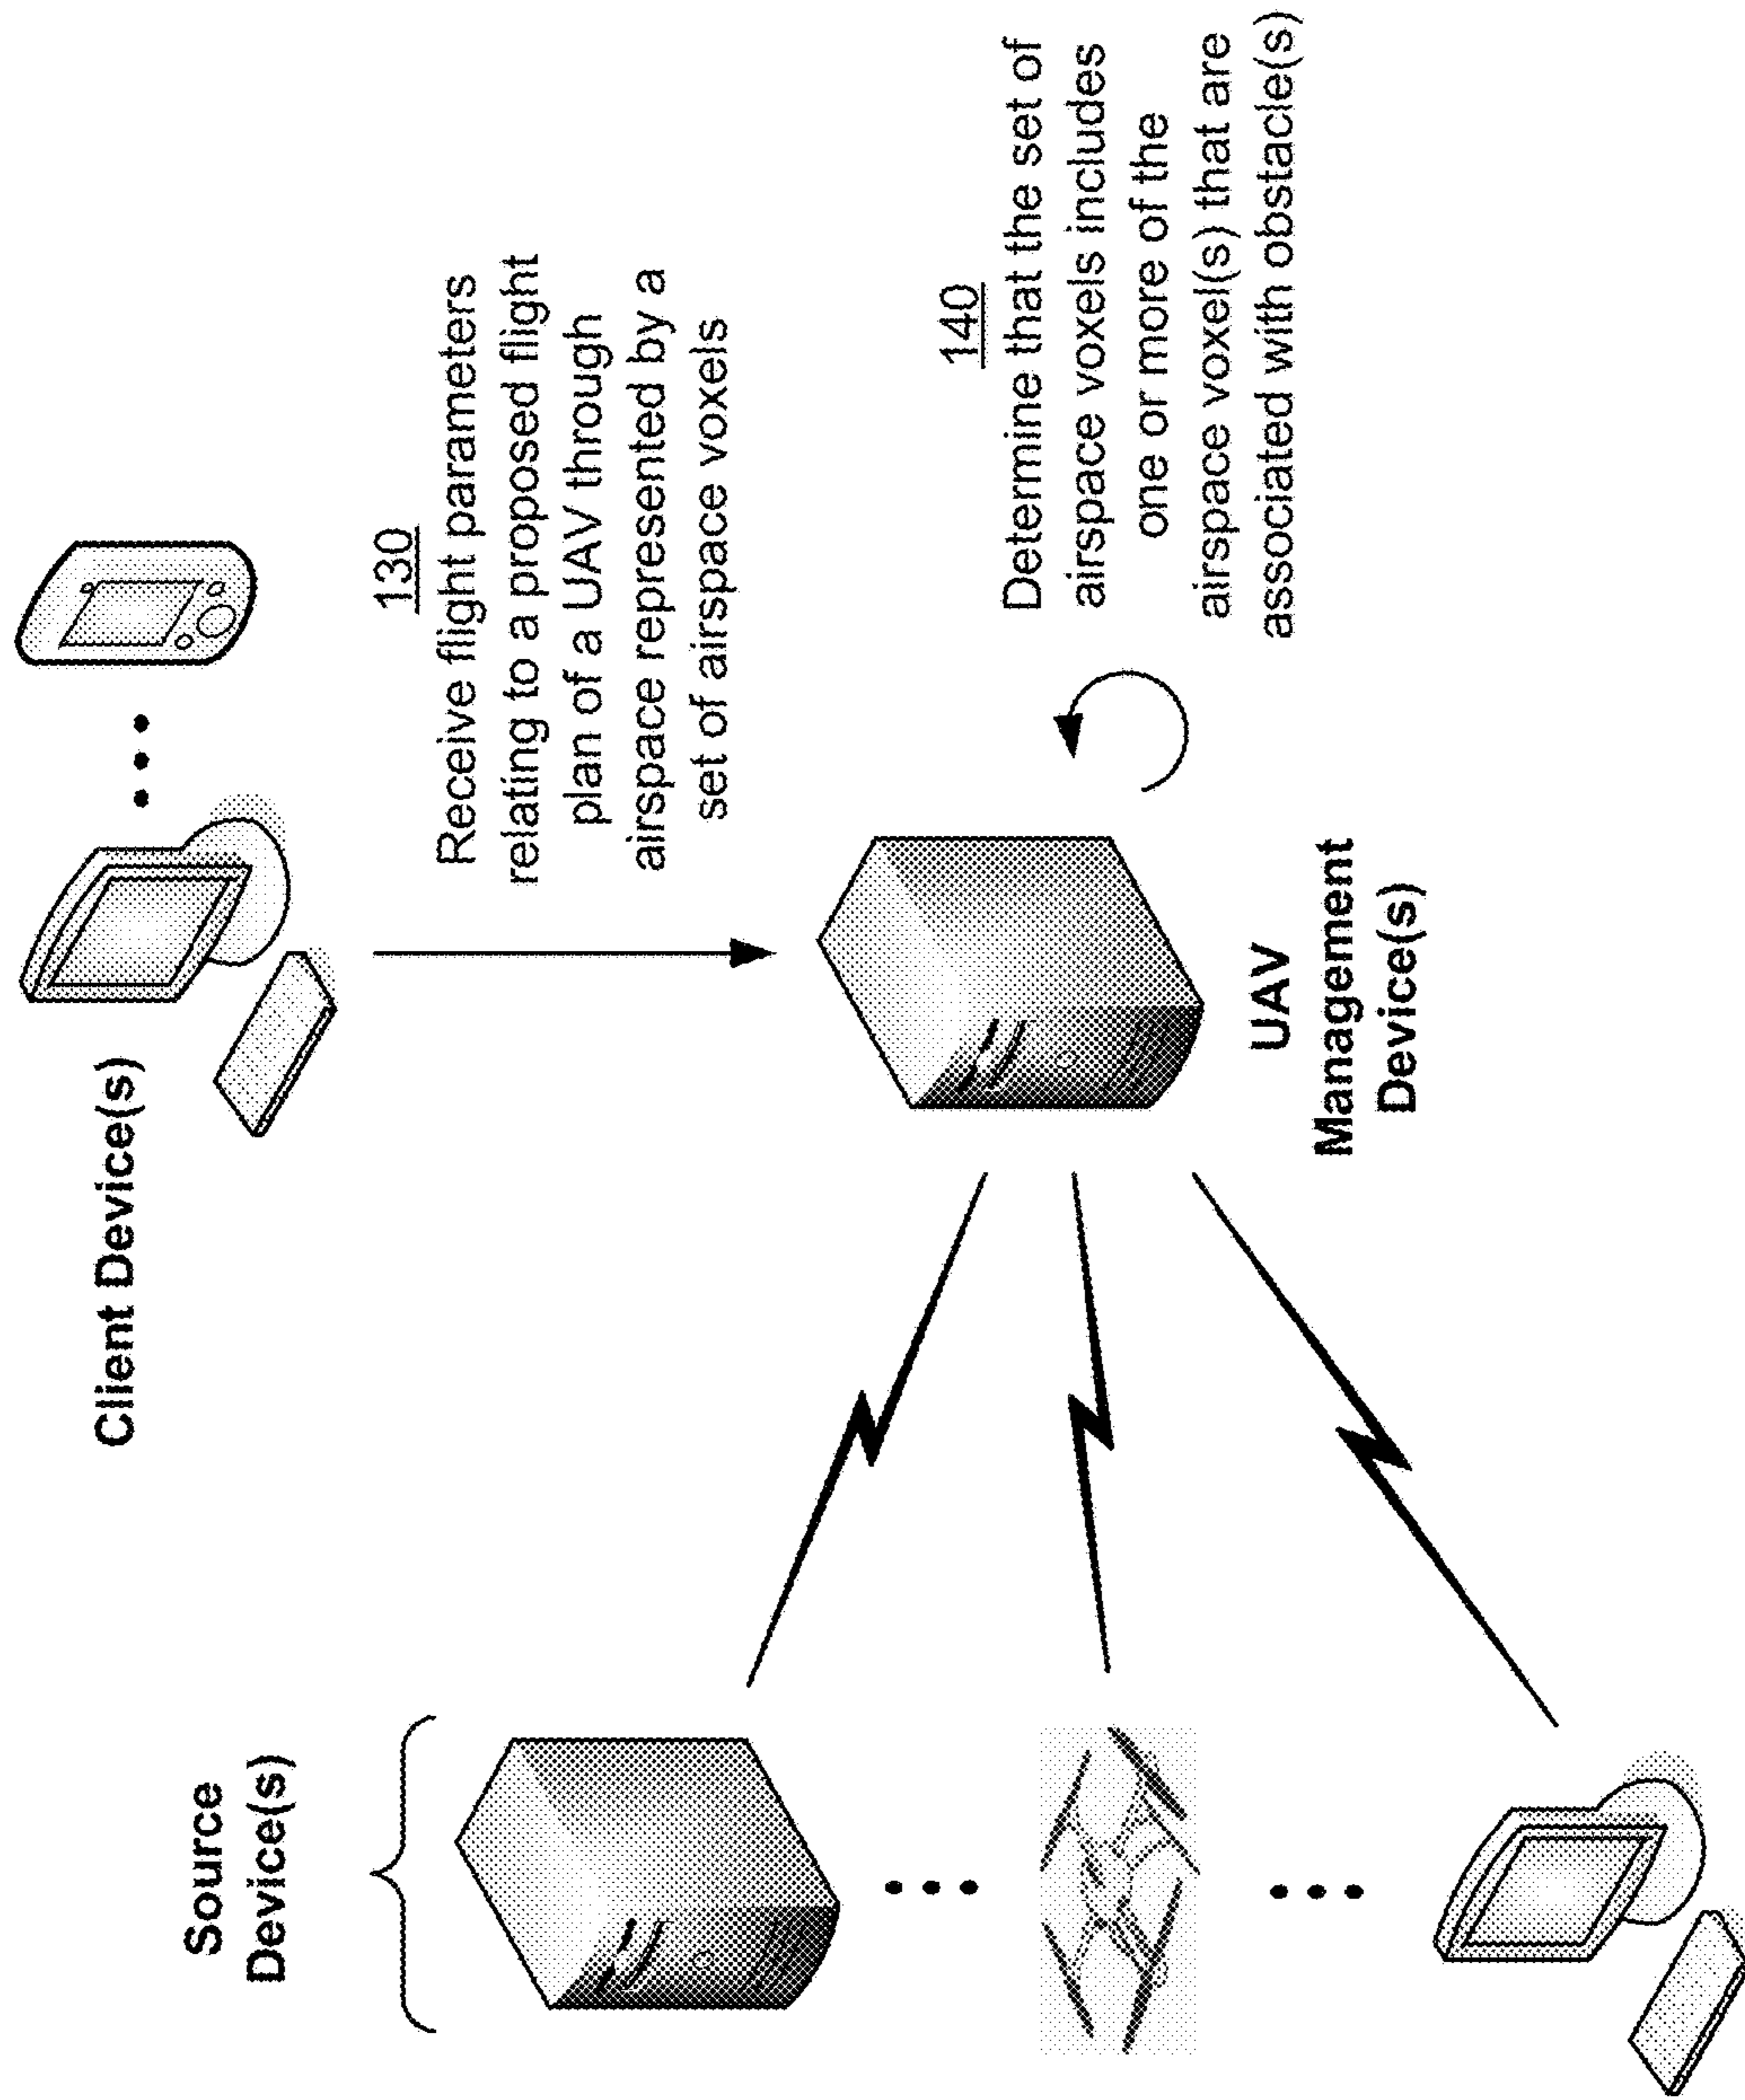 Client Device(s)
130
Receive flight parameters
relating to a proposed flight
plan of a UAV through
airspace represented by a
set of airspace voxels
Source
Device(s)
UAV
Management
Device(s)
140
Determine that the set of
airspace voxels includes
one or more of the
airspace voxel(s) that are
associated with obstacle(s)